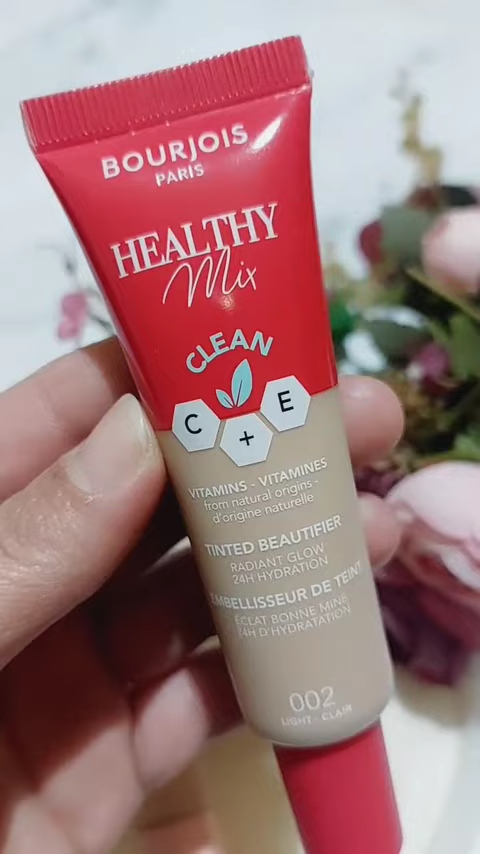 BOURJOIS
PARIS
HEALTHY
Mix
CLEAN
C + E
VITAMINS - VITAMINES
from natural origins -
d'origine naturelle
TINTED BEAUTIFIER
RADIANT GLOW
24H HYDRATION
EMBELLISSEUR DE TEINT
ÉCLAT BONNE MINE
24H D'HYDRATATION
002
LIGHT - CLAIR